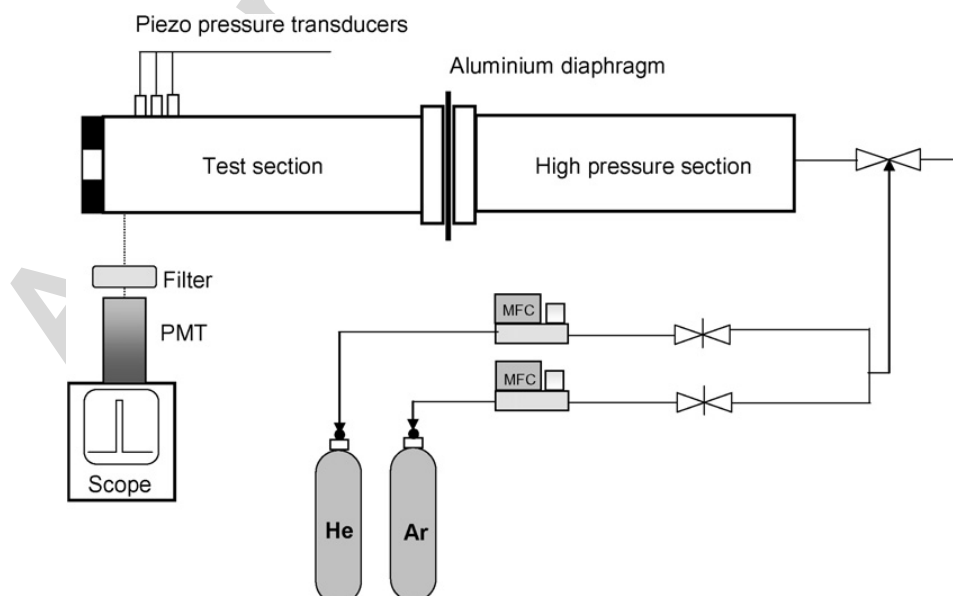 Piezo pressure transducers
Aluminium diaphragm
Test section
High pressure section
Filter
MFC
PMT
MFC
Scope
He
Ar